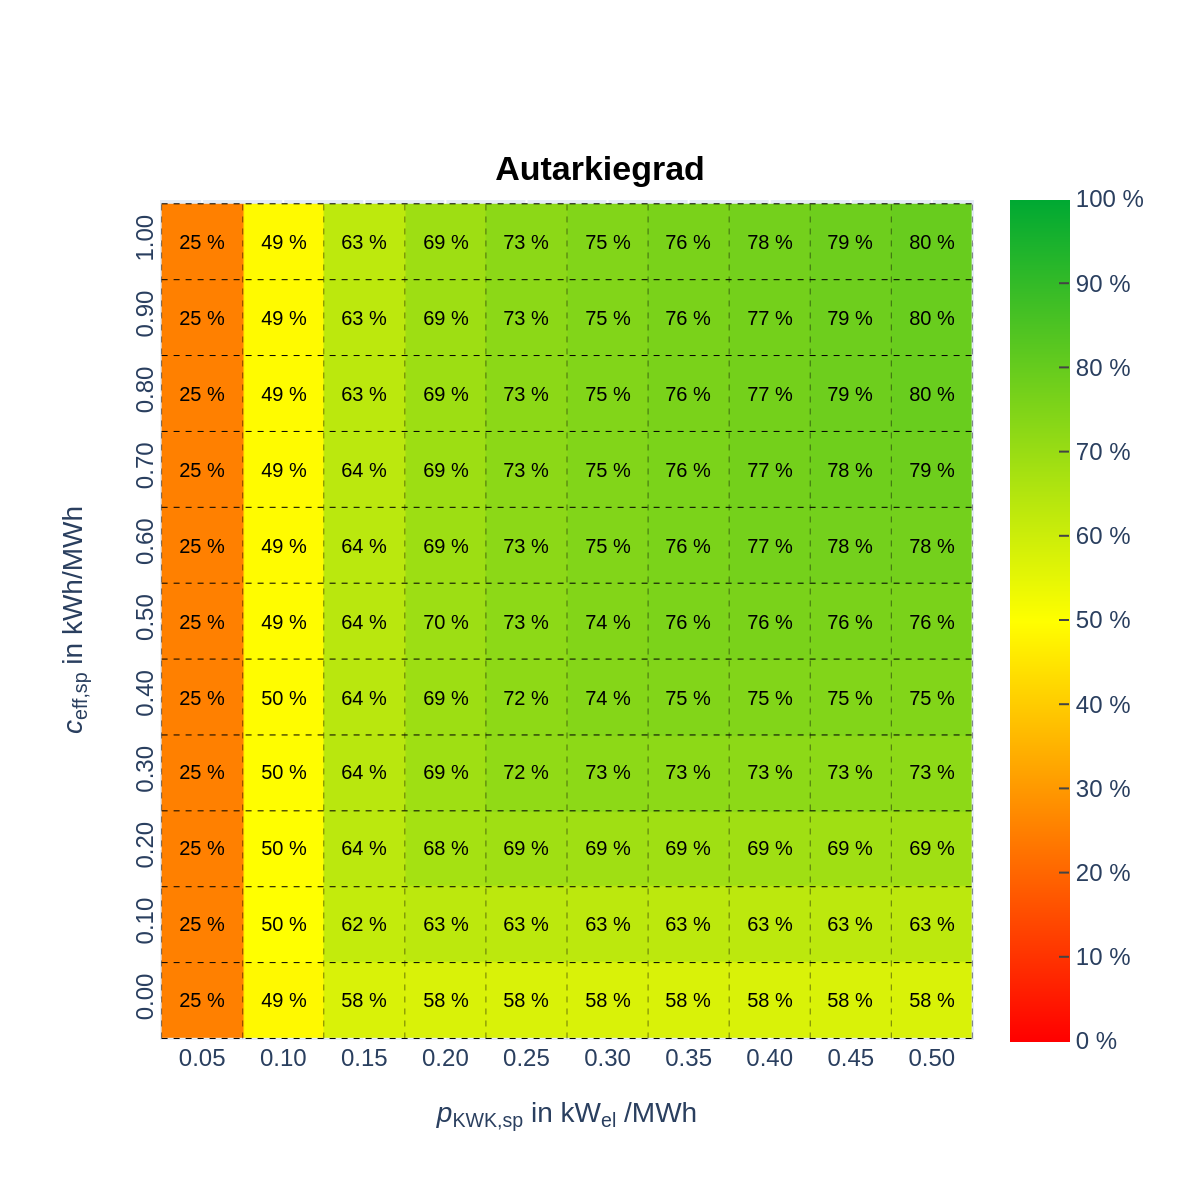 Autarkiegrad
1.00 25 % 49 % 63 % 69 % 73 % 75 % 76 % 78 % 79 % 80 %
0.90 25 % 49 % 63 % 69 % 73 % 75 % 76 % 77 % 79 % 80 %
0.80 25 % 49 % 63 % 69 % 73 % 75 % 76 % 77 % 79 % 80 %
0.70 25 % 49 % 64 % 69 % 73 % 75 % 76 % 77 % 78 % 79 %
0.60 25 % 49 % 64 % 69 % 73 % 75 % 76 % 77 % 78 % 78 %
0.50 25 % 49 % 64 % 70 % 73 % 74 % 76 % 76 % 76 % 76 %
0.40 25 % 50 % 64 % 69 % 72 % 74 % 75 % 75 % 75 % 75 %
0.30 25 % 50 % 64 % 69 % 72 % 73 % 73 % 73 % 73 % 73 %
0.20 25 % 50 % 64 % 68 % 69 % 69 % 69 % 69 % 69 % 69 %
0.10 25 % 50 % 62 % 63 % 63 % 63 % 63 % 63 % 63 % 63 %
0.00 25 % 49 % 58 % 58 % 58 % 58 % 58 % 58 % 58 % 58 %
0.05 0.10 0.15 0.20 0.25 0.30 0.35 0.40 0.45 0.50
pKWK,sp in kWel /MWh
ceff,sp in kWh/MWh
100 %
90 %
80 %
70 %
60 %
50 %
40 %
30 %
20 %
10 %
0 %